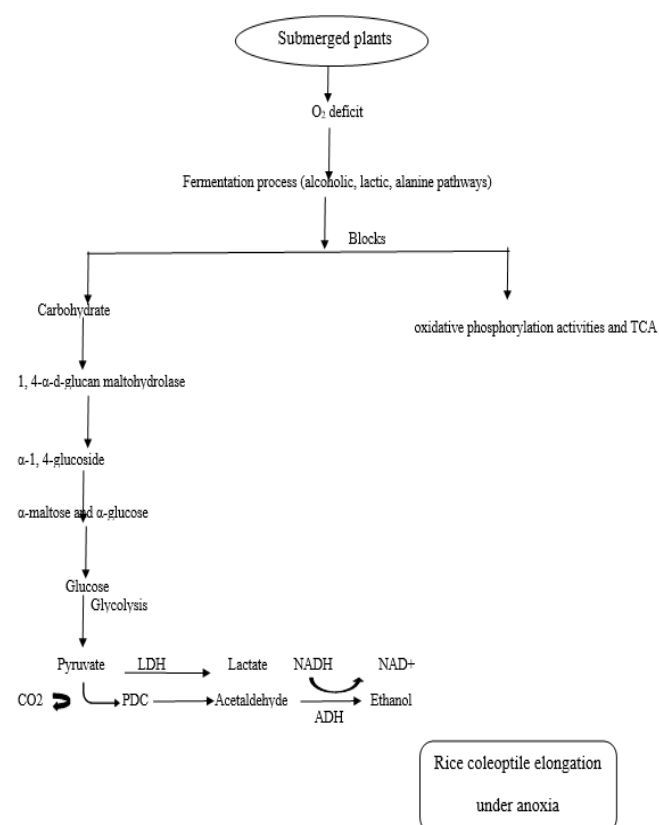 Submerged plants
O₂ deficit
Fermentation process (alcoholic, lactic, alanine pathways)
Blocks
Carbohydrate
oxidative phosphorylation activities and TCA
1, 4-α-d-glucan maltohydrolase
α-1, 4-glucoside
α-maltose and α-glucose
Glucose
Glycolysis
Pyruvate LDH Lactate NADH NAD+
CO2 PDC Acetaldehyde Ethanol
ADH
Rice coleoptile elongation
under anoxia